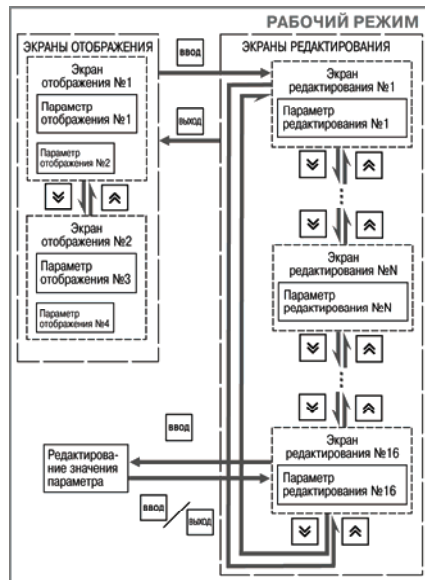 РАБОЧИЙ РЕЖИМ
ЭКРАНЫ ОТОБРАЖЕНИЯ
Экран
отображения №1
Параметр
отображения №1
Параметр
отображения №2
Экран
отображения №2
Параметр
отображения №3
Параметр
отображения №4
ВВОД
ВЫХОД
ЭКРАНЫ РЕДАКТИРОВАНИЯ
Экран
редактирования №1
Параметр
редактирования №1
Экран
редактирования №N
Параметр
редактирования №N
Экран
редактирования №16
Параметр
редактирования №16
ВВОД
Редактирова-
ние значения
параметра
ВВОД
ВЫХОД